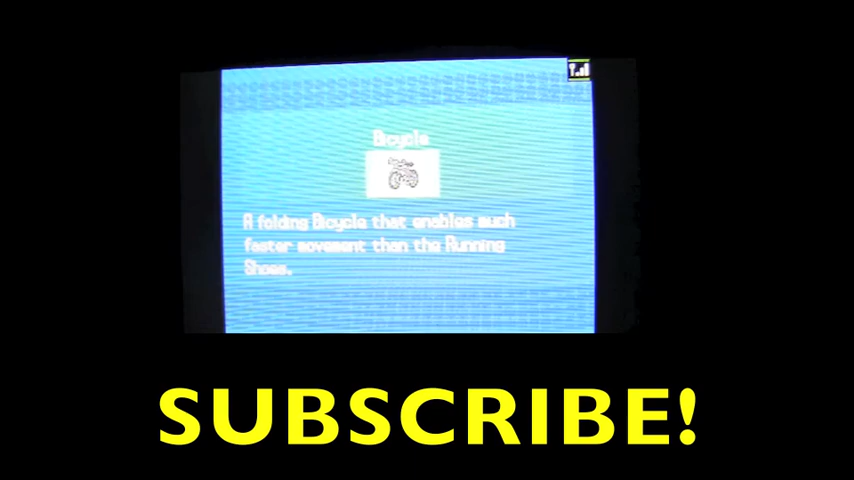 Bicycle
A folding Bicycle that enables much
faster movement than the Running
Shoes.
SUBSCRIBE!